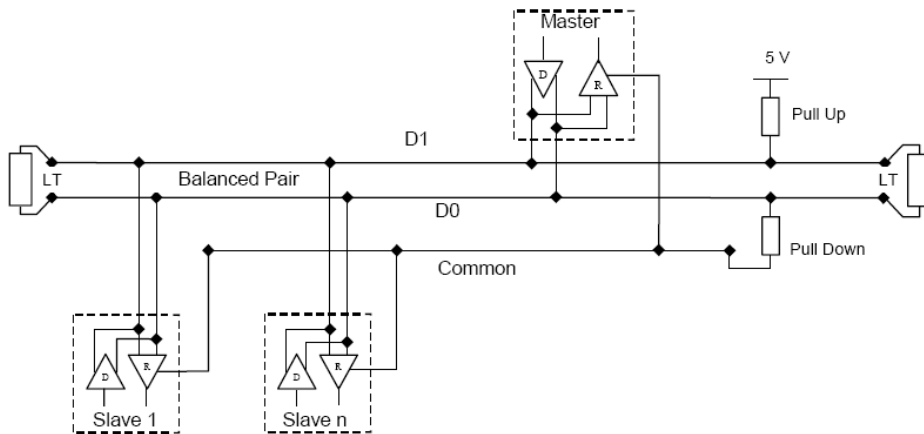 Master
D
R
5 V
Pull Up
D1
LT
Balanced Pair
LT
D0
Pull Down
Common
D
R
Slave 1
D
R
Slave n